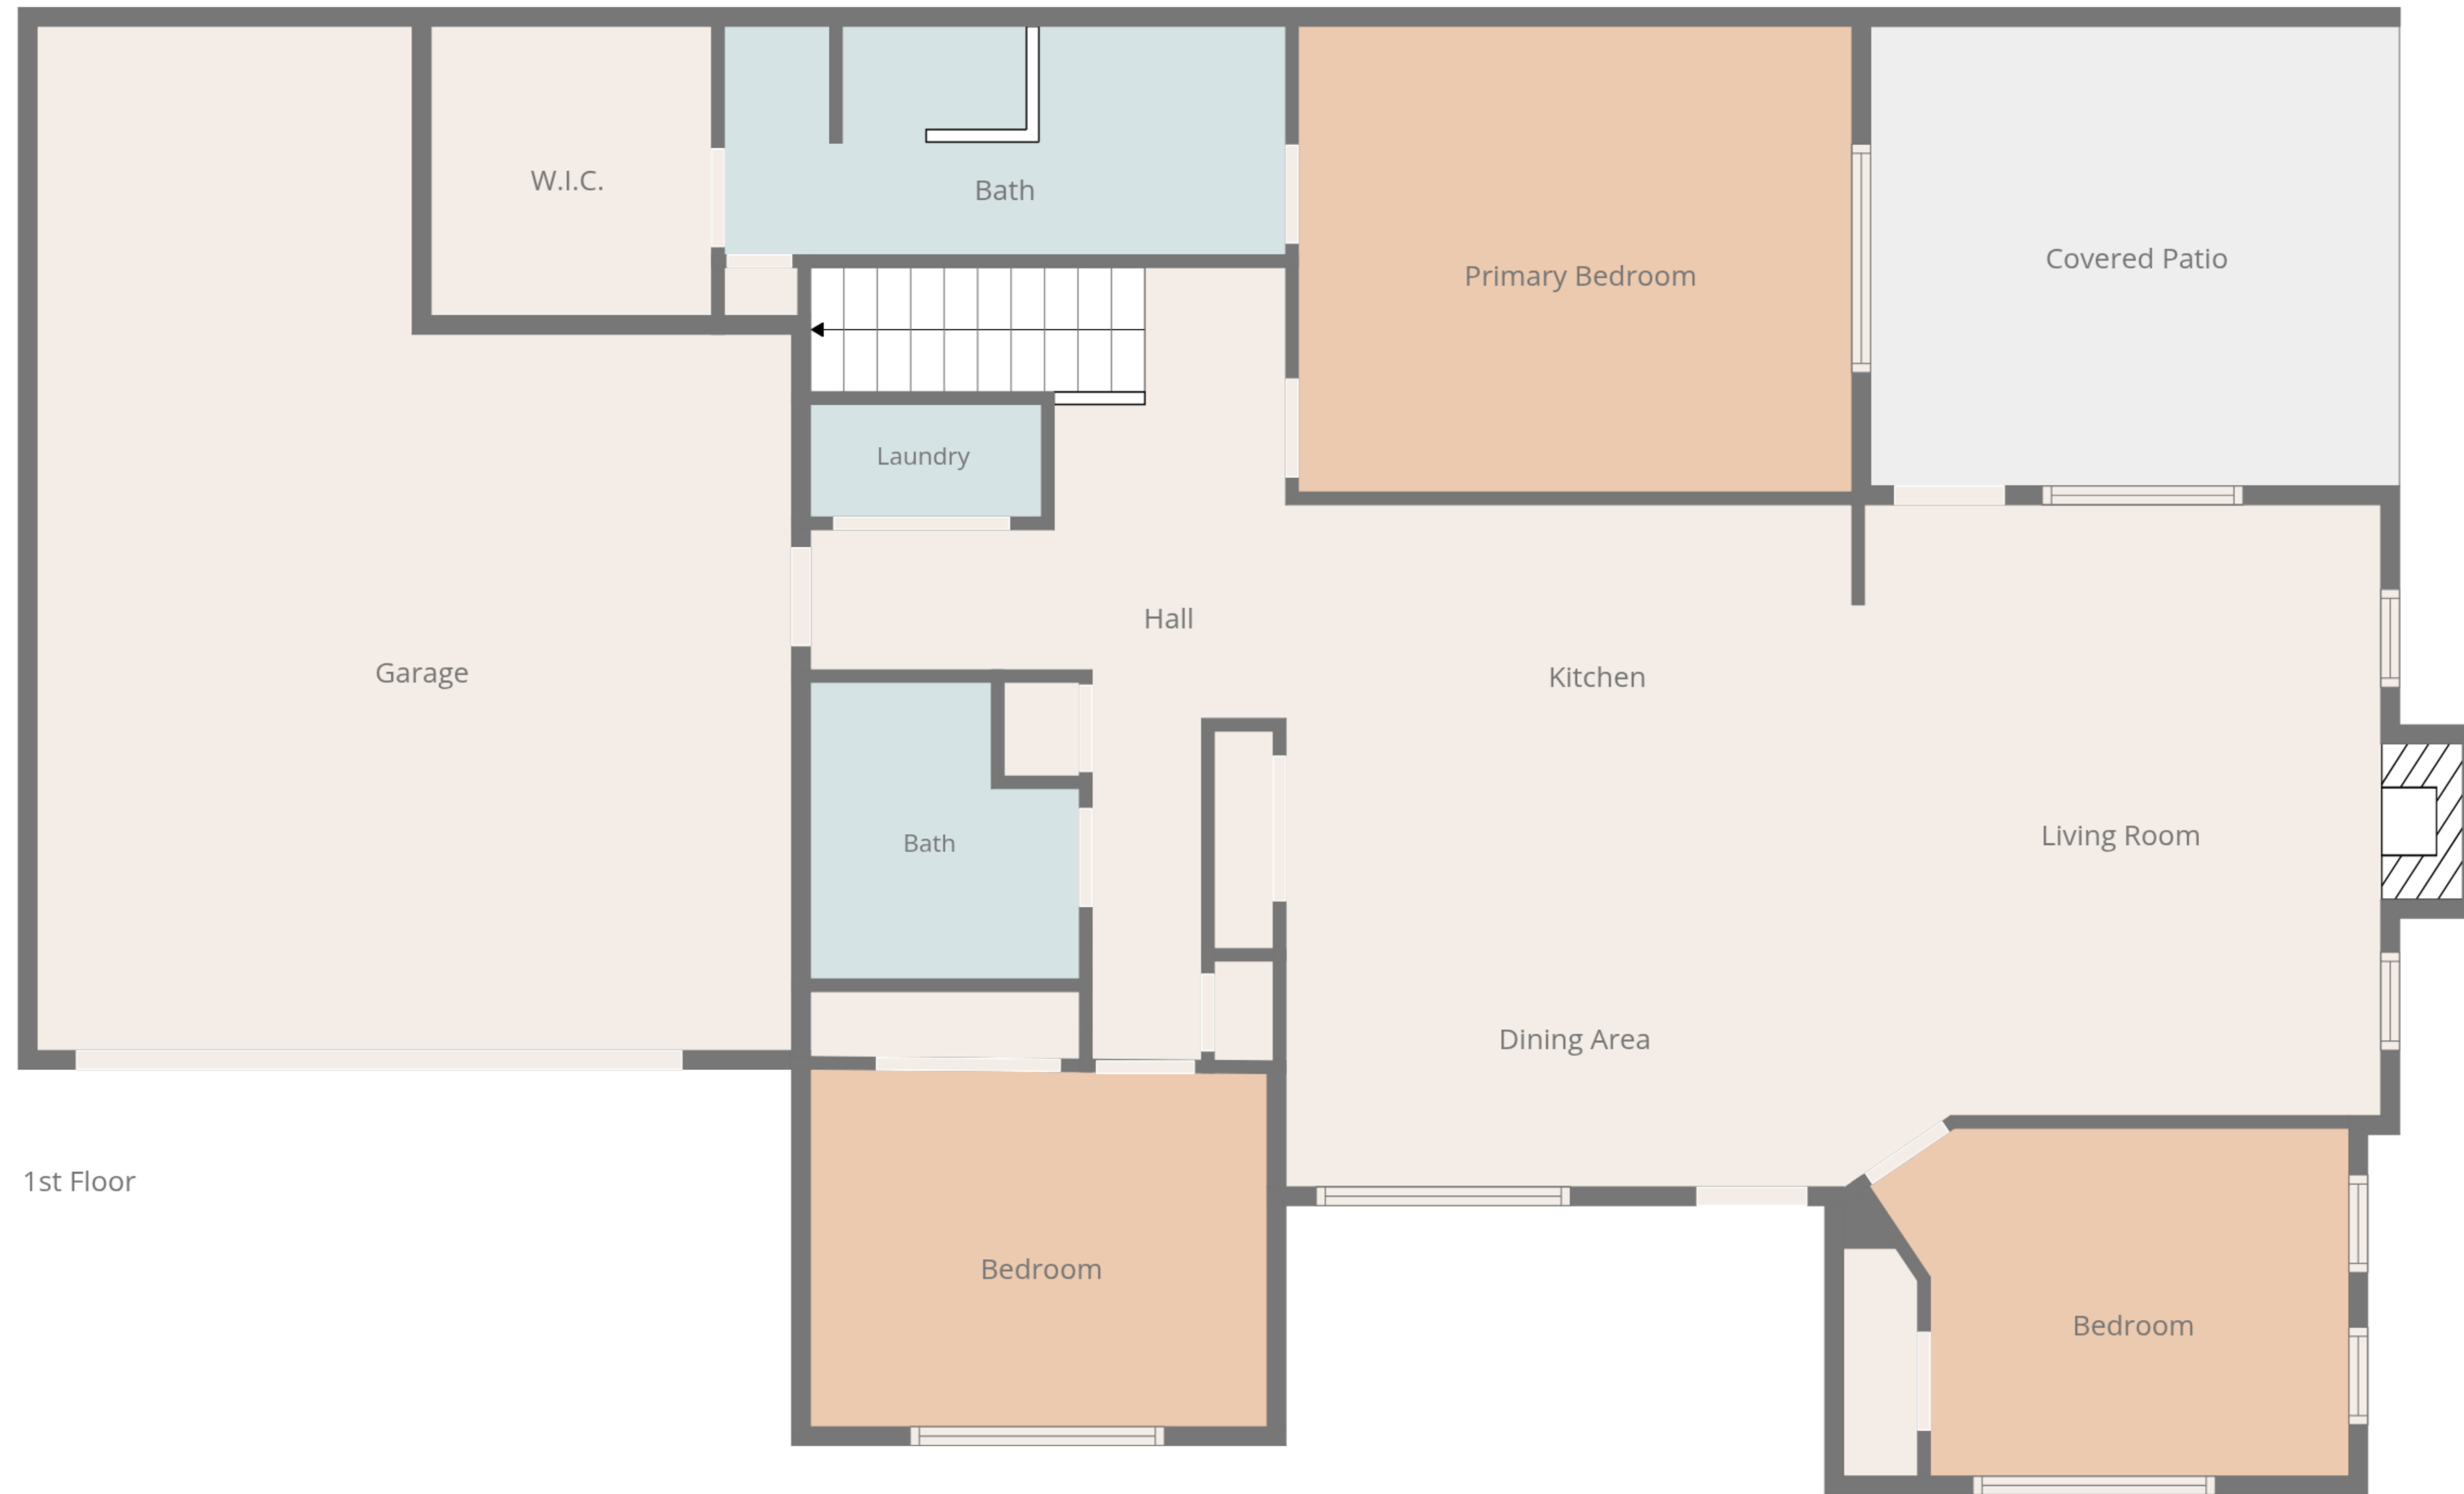 W.I.C.
Bath
Primary Bedroom
Covered Patio
Laundry
Hall
Garage
Kitchen
Bath
Living Room
Dining Area
1st Floor
Bedroom
Bedroom